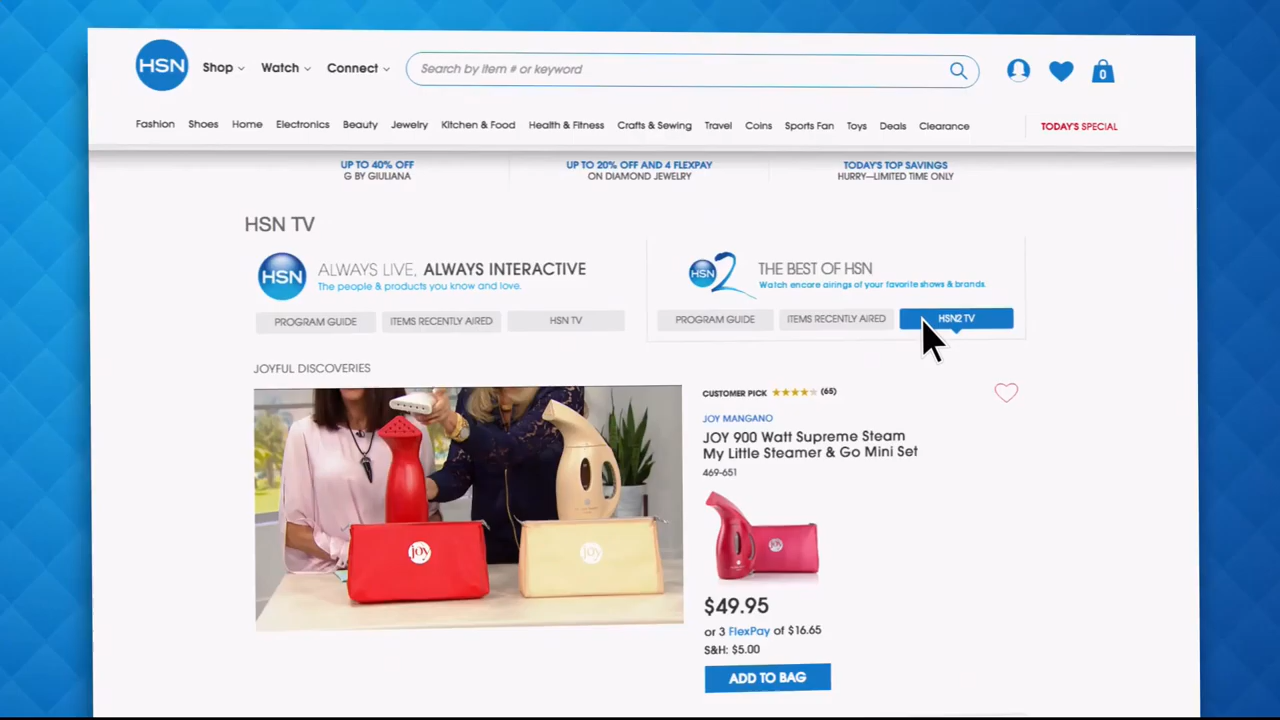 HSN
Shop
Watch
Connect
Search by item # or keyword
0
Fashion
Shoes
Home
Electronics
Beauty
Jewelry
Kitchen & Food
Health & Fitness
Crafts & Sewing
Travel
Coins
Sports Fan
Toys
Deals
Clearance
TODAY'S SPECIAL
UP TO 40% OFF
G BY GIULIANA
UP TO 20% OFF AND 4 FLEXPAY
ON DIAMOND JEWELRY
TODAY'S TOP SAVINGS
HURRY—LIMITED TIME ONLY
HSN TV
HSN
ALWAYS LIVE, ALWAYS INTERACTIVE
The people & products you know and love.
PROGRAM GUIDE
ITEMS RECENTLY AIRED
HSN TV
HSN2
THE BEST OF HSN
Watch encore airings of your favorite shows & brands.
PROGRAM GUIDE
ITEMS RECENTLY AIRED
HSN2 TV
JOYFUL DISCOVERIES
joy
joy
CUSTOMER PICK (65)
JOY MANGANO
JOY 900 Watt Supreme Steam
My Little Steamer & Go Mini Set
469-651
joy
$49.95
or 3 FlexPay of $16.65
S&H: $5.00
ADD TO BAG